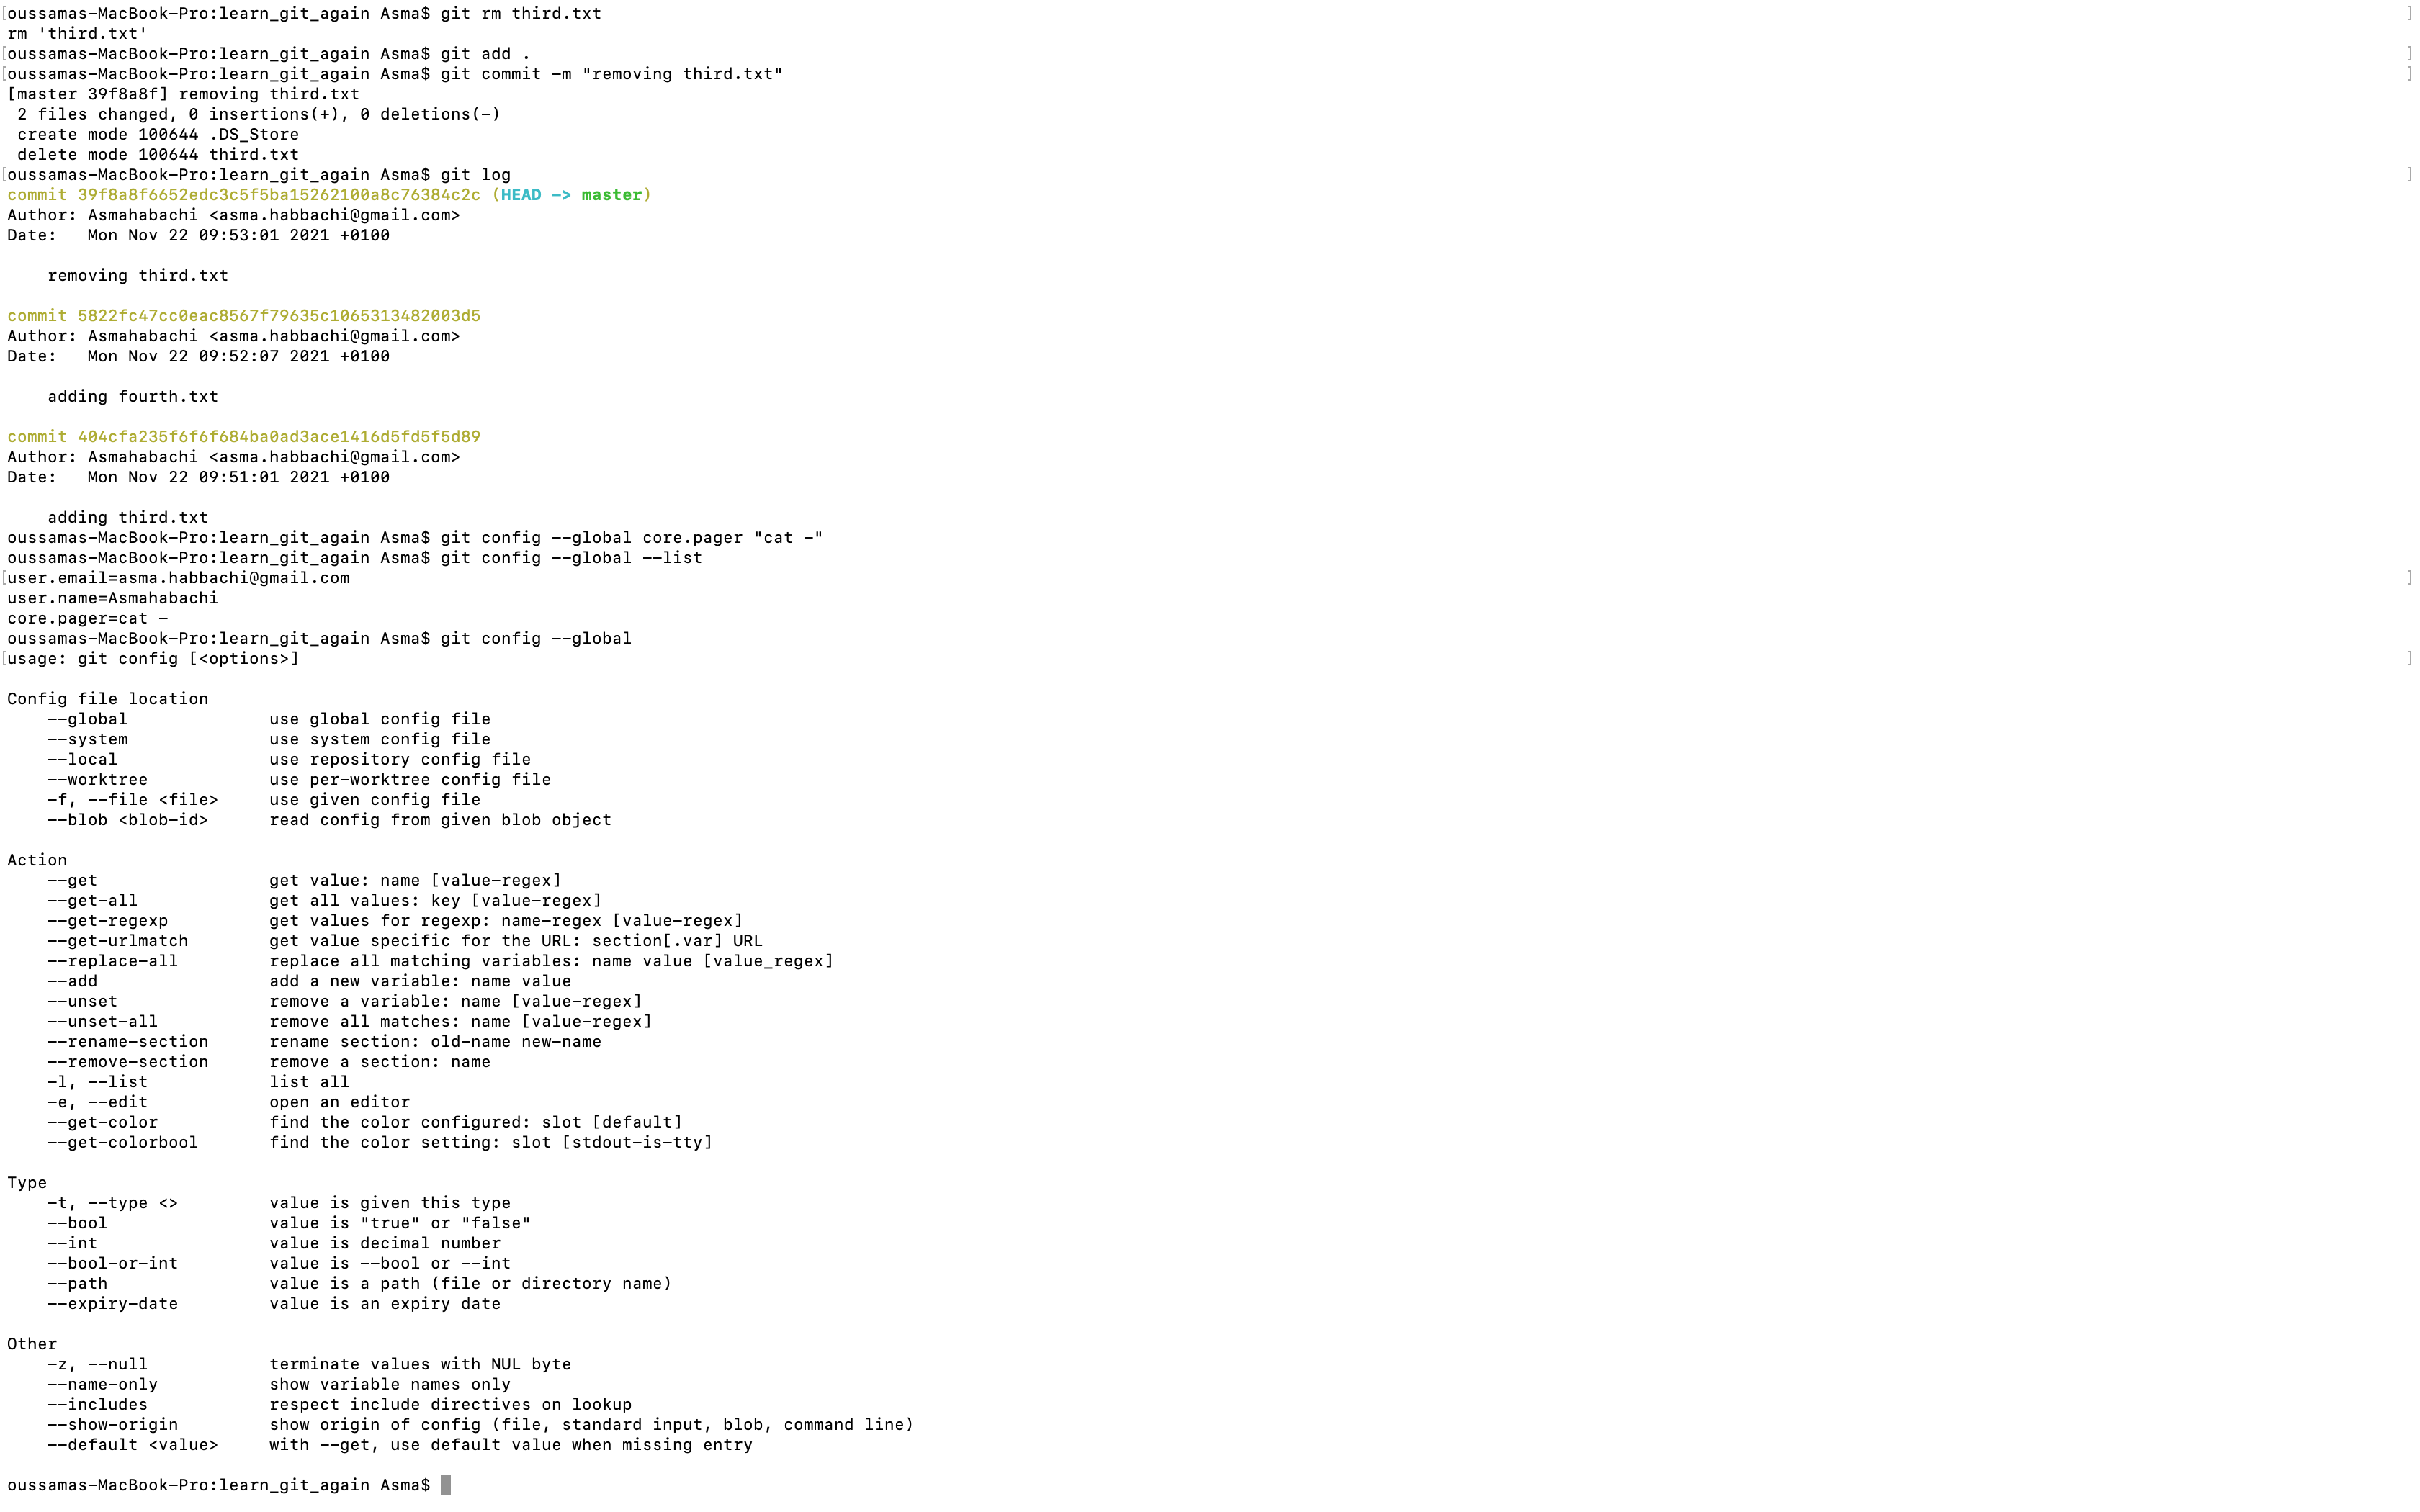 [oussamas-MacBook-Pro:learn_git_again Asma$ git rm third.txt ]
rm 'third.txt'
[oussamas-MacBook-Pro:learn_git_again Asma$ git add . ]
[oussamas-MacBook-Pro:learn_git_again Asma$ git commit -m "removing third.txt" ]
[master 39f8a8f] removing third.txt
 2 files changed, 0 insertions(+), 0 deletions(-)
 create mode 100644 .DS_Store
 delete mode 100644 third.txt
[oussamas-MacBook-Pro:learn_git_again Asma$ git log ]
commit 39f8a8f6652edc3c5f5ba15262100a8c76384c2c (HEAD -> master)
Author: Asmahabachi <asma.habbachi@gmail.com>
Date:   Mon Nov 22 09:53:01 2021 +0100

    removing third.txt

commit 5822fc47cc0eac8567f79635c1065313482003d5
Author: Asmahabachi <asma.habbachi@gmail.com>
Date:   Mon Nov 22 09:52:07 2021 +0100

    adding fourth.txt

commit 404cfa235f6f6f684ba0ad3ace1416d5fd5f5d89
Author: Asmahabachi <asma.habbachi@gmail.com>
Date:   Mon Nov 22 09:51:01 2021 +0100

    adding third.txt
oussamas-MacBook-Pro:learn_git_again Asma$ git config --global core.pager "cat -"
oussamas-MacBook-Pro:learn_git_again Asma$ git config --global --list
[user.email=asma.habbachi@gmail.com ]
user.name=Asmahabachi
core.pager=cat -
oussamas-MacBook-Pro:learn_git_again Asma$ git config --global
[usage: git config [<options>] ]

Config file location
    --global              use global config file
    --system              use system config file
    --local               use repository config file
    --worktree            use per-worktree config file
    -f, --file <file>     use given config file
    --blob <blob-id>      read config from given blob object

Action
    --get                 get value: name [value-regex]
    --get-all             get all values: key [value-regex]
    --get-regexp          get values for regexp: name-regex [value-regex]
    --get-urlmatch        get value specific for the URL: section[.var] URL
    --replace-all         replace all matching variables: name value [value_regex]
    --add                 add a new variable: name value
    --unset               remove a variable: name [value-regex]
    --unset-all           remove all matches: name [value-regex]
    --rename-section      rename section: old-name new-name
    --remove-section      remove a section: name
    -l, --list            list all
    -e, --edit            open an editor
    --get-color           find the color configured: slot [default]
    --get-colorbool       find the color setting: slot [stdout-is-tty]

Type
    -t, --type <>         value is given this type
    --bool                value is "true" or "false"
    --int                 value is decimal number
    --bool-or-int         value is --bool or --int
    --path                value is a path (file or directory name)
    --expiry-date         value is an expiry date

Other
    -z, --null            terminate values with NUL byte
    --name-only           show variable names only
    --includes            respect include directives on lookup
    --show-origin         show origin of config (file, standard input, blob, command line)
    --default <value>     with --get, use default value when missing entry

oussamas-MacBook-Pro:learn_git_again Asma$